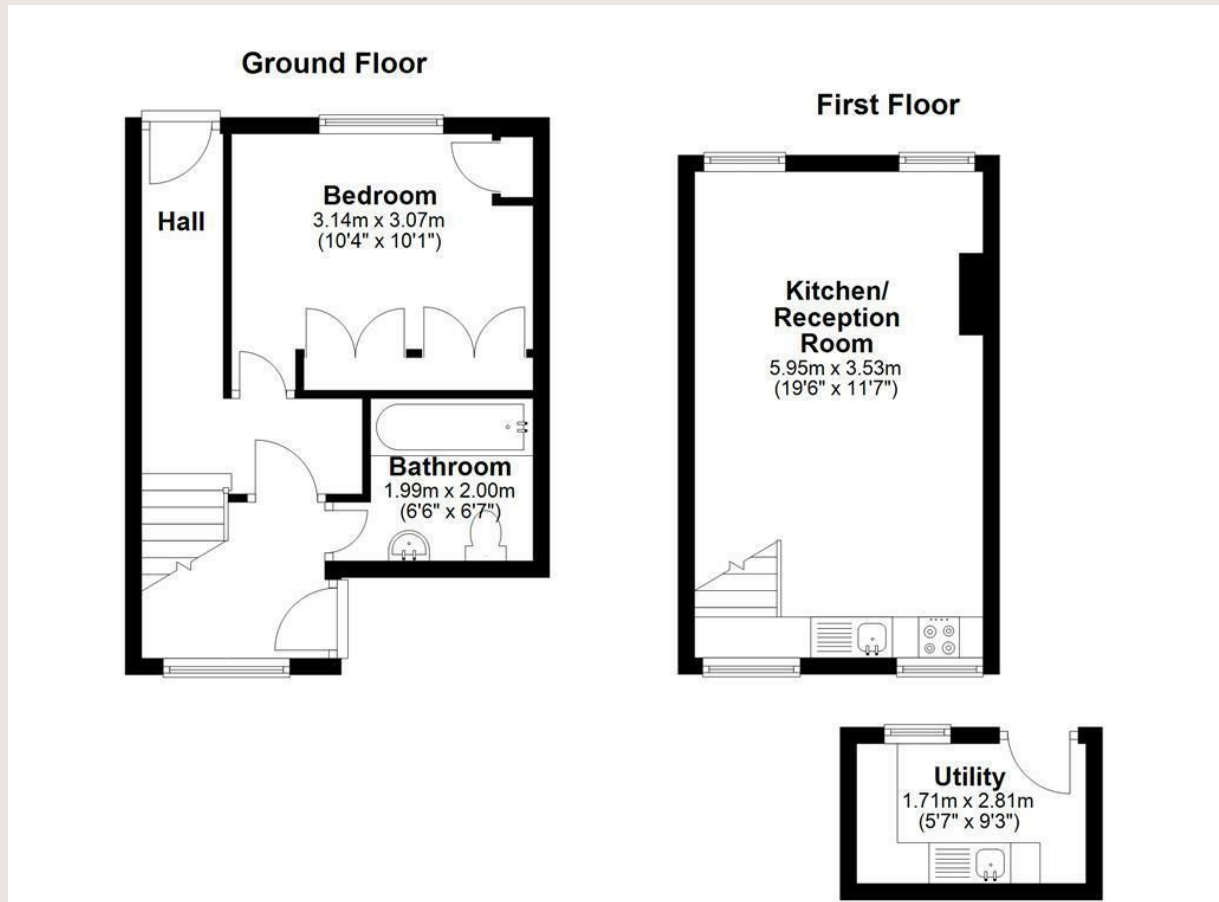 Ground Floor
Hall
Bedroom
3.14m x 3.07m
(10'4" x 10'1")
Bathroom
1.99m x 2.00m
(6'6" x 6'7")
First Floor
Kitchen/
Reception
Room
5.95m x 3.53m
(19'6" x 11'7")
Utility
1.71m x 2.81m
(5'7" x 9'3")